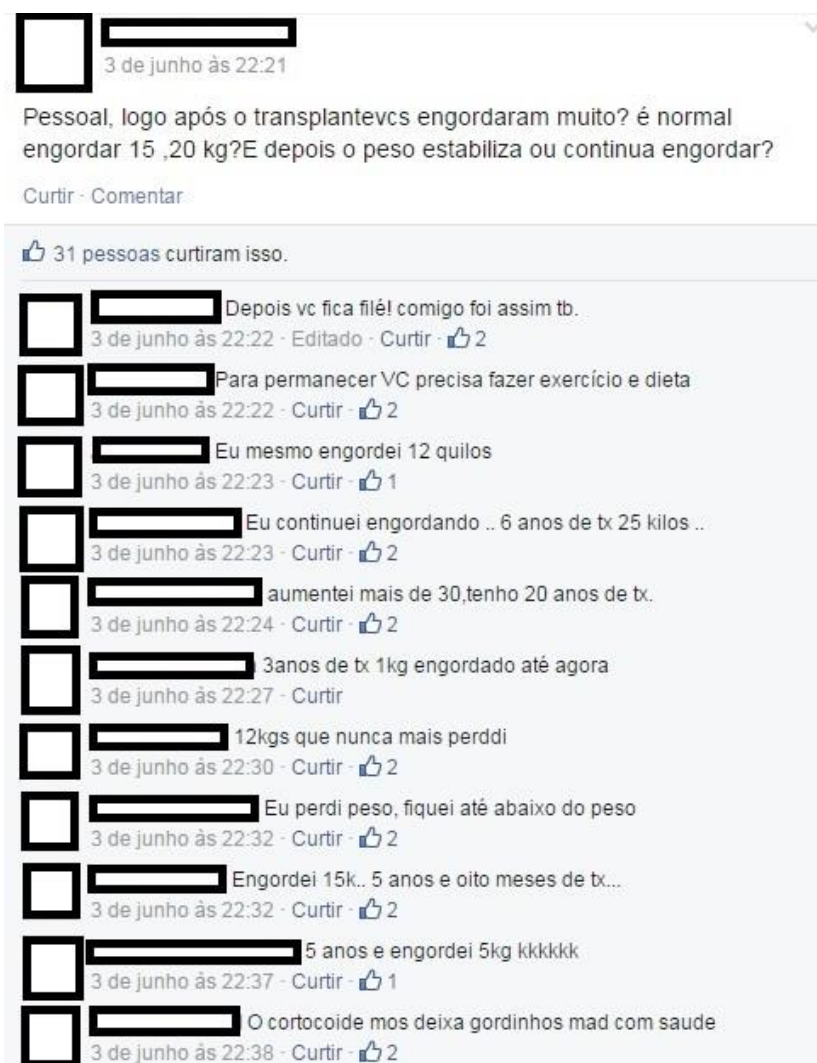 3 de junho às 22:21
Pessoal, logo após o transplantevcs engordaram muito? é normal
engordar 15 ,20 kg?E depois o peso estabiliza ou continua engordar?
Curtir · Comentar
31 pessoas curtiram isso.
Depois vc fica filé! comigo foi assim tb.
3 de junho às 22:22 · Editado · Curtir · 2
Para permanecer VC precisa fazer exercício e dieta
3 de junho às 22:22 · Curtir · 2
Eu mesmo engordei 12 quilos
3 de junho às 22:23 · Curtir · 1
Eu continuei engordando .. 6 anos de tx 25 kilos ..
3 de junho às 22:23 · Curtir · 2
aumentei mais de 30,tenho 20 anos de tx.
3 de junho às 22:24 · Curtir · 2
3anos de tx 1kg engordado até agora
3 de junho às 22:27 · Curtir
12kgs que nunca mais perddi
3 de junho às 22:30 · Curtir · 2
Eu perdi peso, fiquei até abaixo do peso
3 de junho às 22:32 · Curtir · 2
Engordei 15k.. 5 anos e oito meses de tx...
3 de junho às 22:32 · Curtir · 2
5 anos e engordei 5kg kkkkkk
3 de junho às 22:37 · Curtir · 1
O cortocoide mos deixa gordinhos mad com saude
3 de junho às 22:38 · Curtir · 2